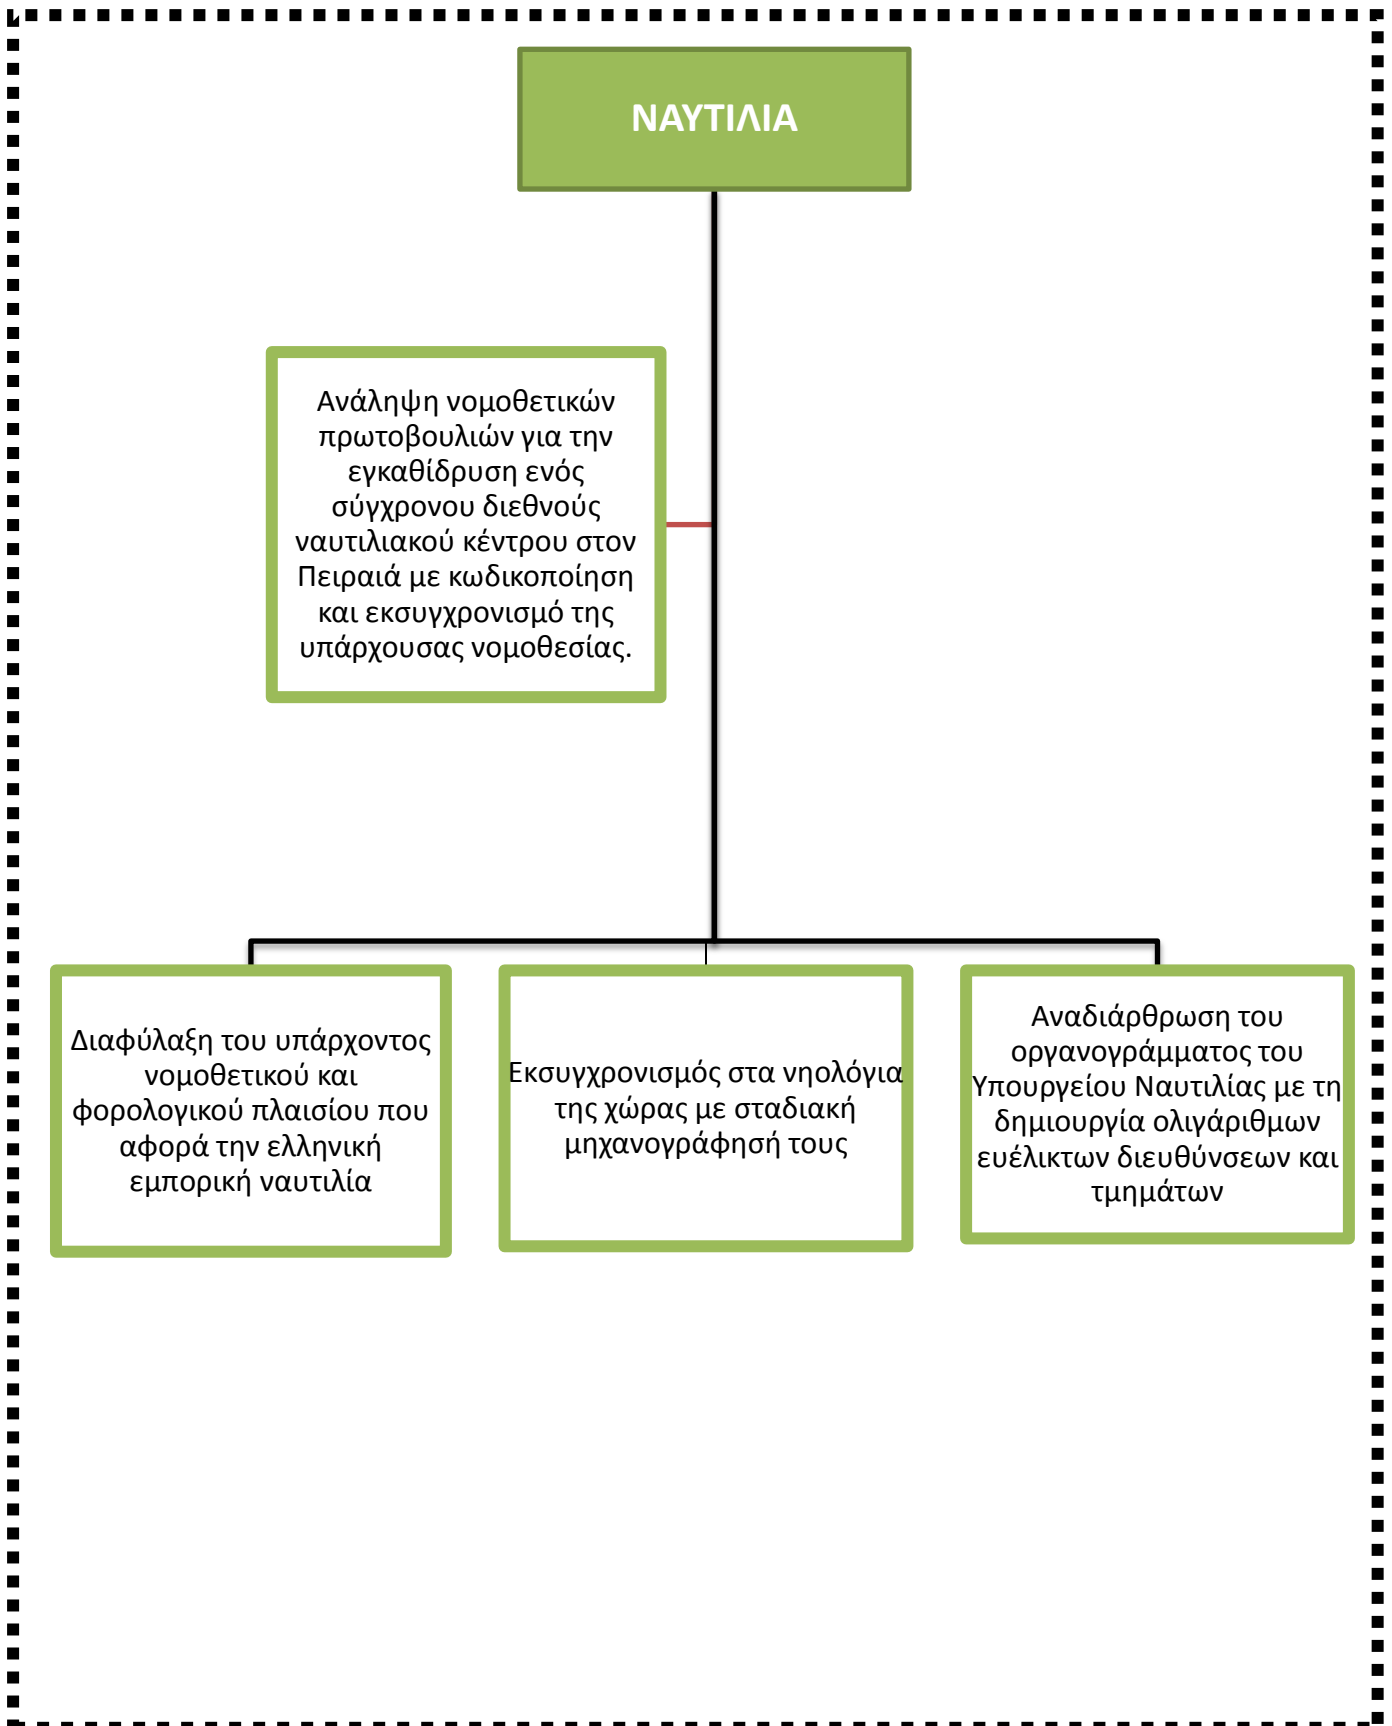 ΝΑΥΤΙΛΙΑ
Ανάληψη νομοθετικών
πρωτοβουλιών για την
εγκαθίδρυση ενός
σύγχρονου διεθνούς
ναυτιλιακού κέντρου στον
Πειραιά με κωδικοποίηση
και εκσυγχρονισμό της
υπάρχουσας νομοθεσίας.
Διαφύλαξη του υπάρχοντος
νομοθετικού και
φορολογικού πλαισίου που
αφορά την ελληνική
εμπορική ναυτιλία
Εκσυγχρονισμός στα νηολόγια
της χώρας με σταδιακή
μηχανογράφησή τους
Αναδιάρθρωση του
οργανογράμματος του
Υπουργείου Ναυτιλίας με τη
δημιουργία ολιγάριθμων
ευέλικτων διευθύνσεων και
τμημάτων